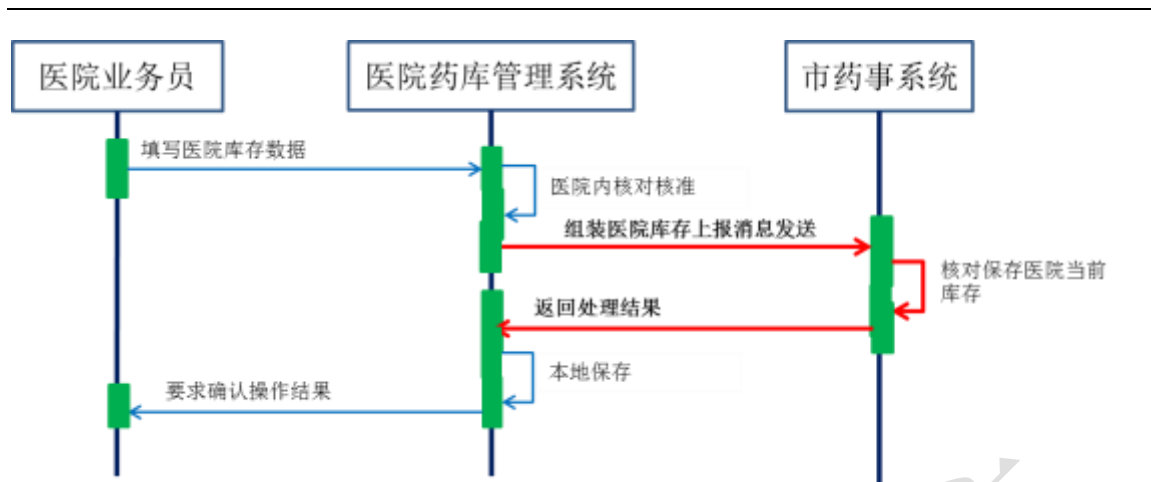 医院业务员
医院药库管理系统
市药事系统
填写医院库存数据
医院内核对核准
组装医院库存上报消息发送
核对保存医院当前
库存
返回处理结果
本地保存
要求确认操作结果